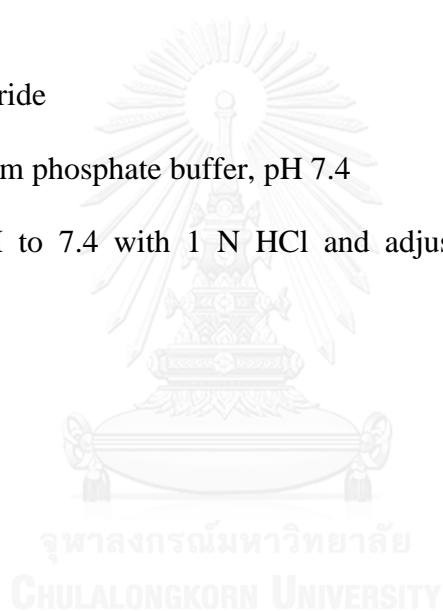 ride
m phosphate buffer, pH 7.4
to 7.4 with 1 N HCl and adjus
จุฬาลงกรณ์มหาวิทยาลัย
CHULALONGKORN UNIVERSITY